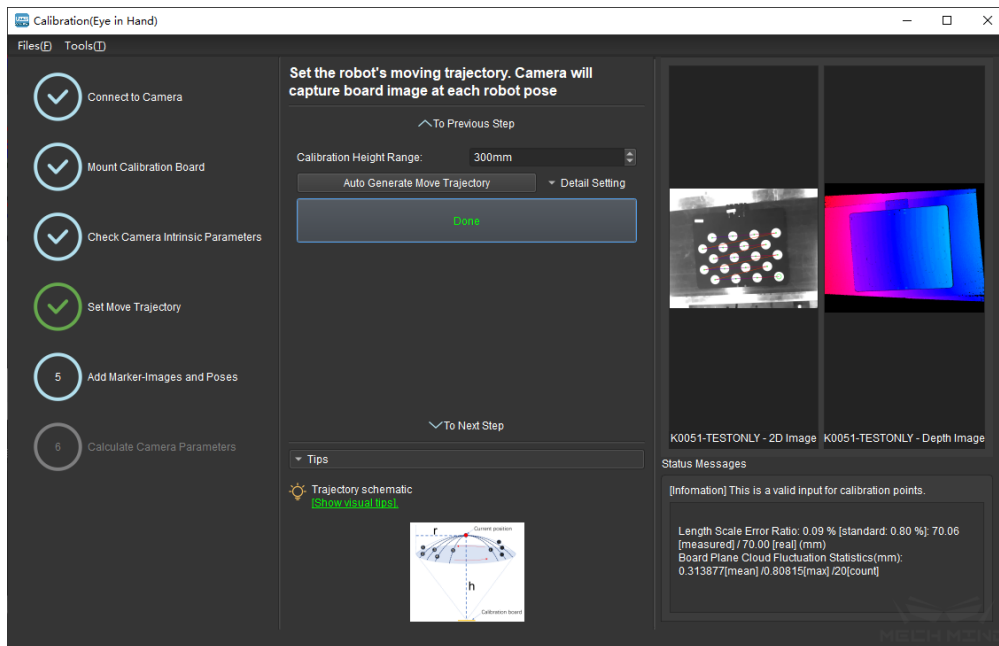 Calibration(Eye in Hand)
Files(F) Tools(T)
Connect to Camera
Mount Calibration Board
Check Camera Intrinsic Parameters
Set Move Trajectory
5 Add Marker-Images and Poses
6 Calculate Camera Parameters
Set the robot's moving trajectory. Camera will
capture board image at each robot pose
To Previous Step
Calibration Height Range: 300mm
Auto Generate Move Trajectory Detail Setting
Done
To Next Step
Tips
Trajectory schematic
[Show visual tips].
r Current position
h
Calibration board
K0051-TESTONLY - 2D Image K0051-TESTONLY - Depth Image
Status Messages
[Infomation] This is a valid input for calibration points.
Length Scale Error Ratio: 0.09 % [standard: 0.80 %]: 70.06
[measured] / 70.00 [real] (mm)
Board Plane Cloud Fluctuation Statistics(mm):
0.313877[mean] /0.80815[max] /20[count]
MECH MIND